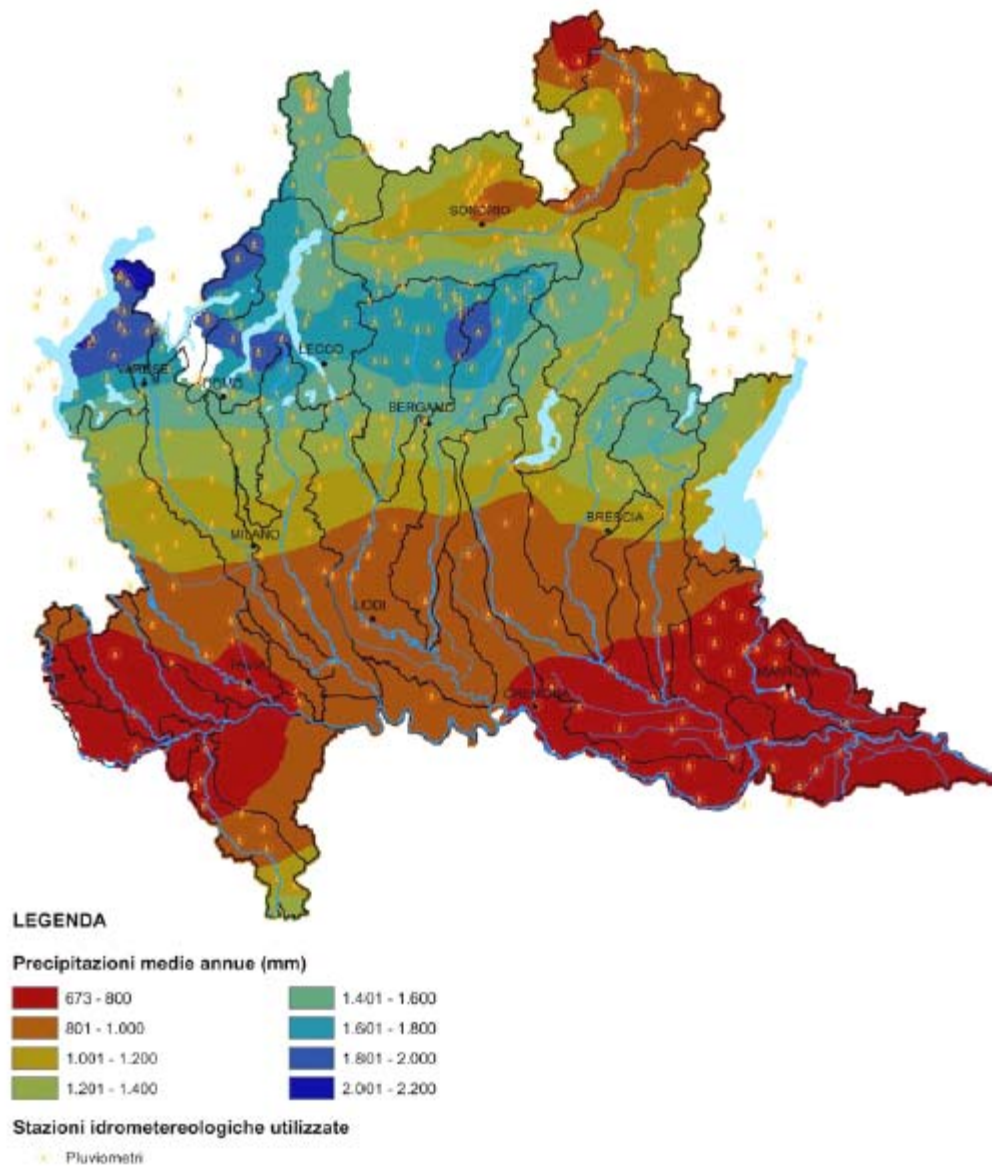 SONDRIO
LECCO
VARESE
COMO
BERGAMO
BRESCIA
MILANO
LODI
PAVIA
CREMONA
MANTOVA
LEGENDA
Precipitazioni medie annue (mm)
673 - 800
801 - 1.000
1.001 - 1.200
1.201 - 1.400
1.401 - 1.600
1.601 - 1.800
1.801 - 2.000
2.001 - 2.200
Stazioni idrometereologiche utilizzate
Pluviometri